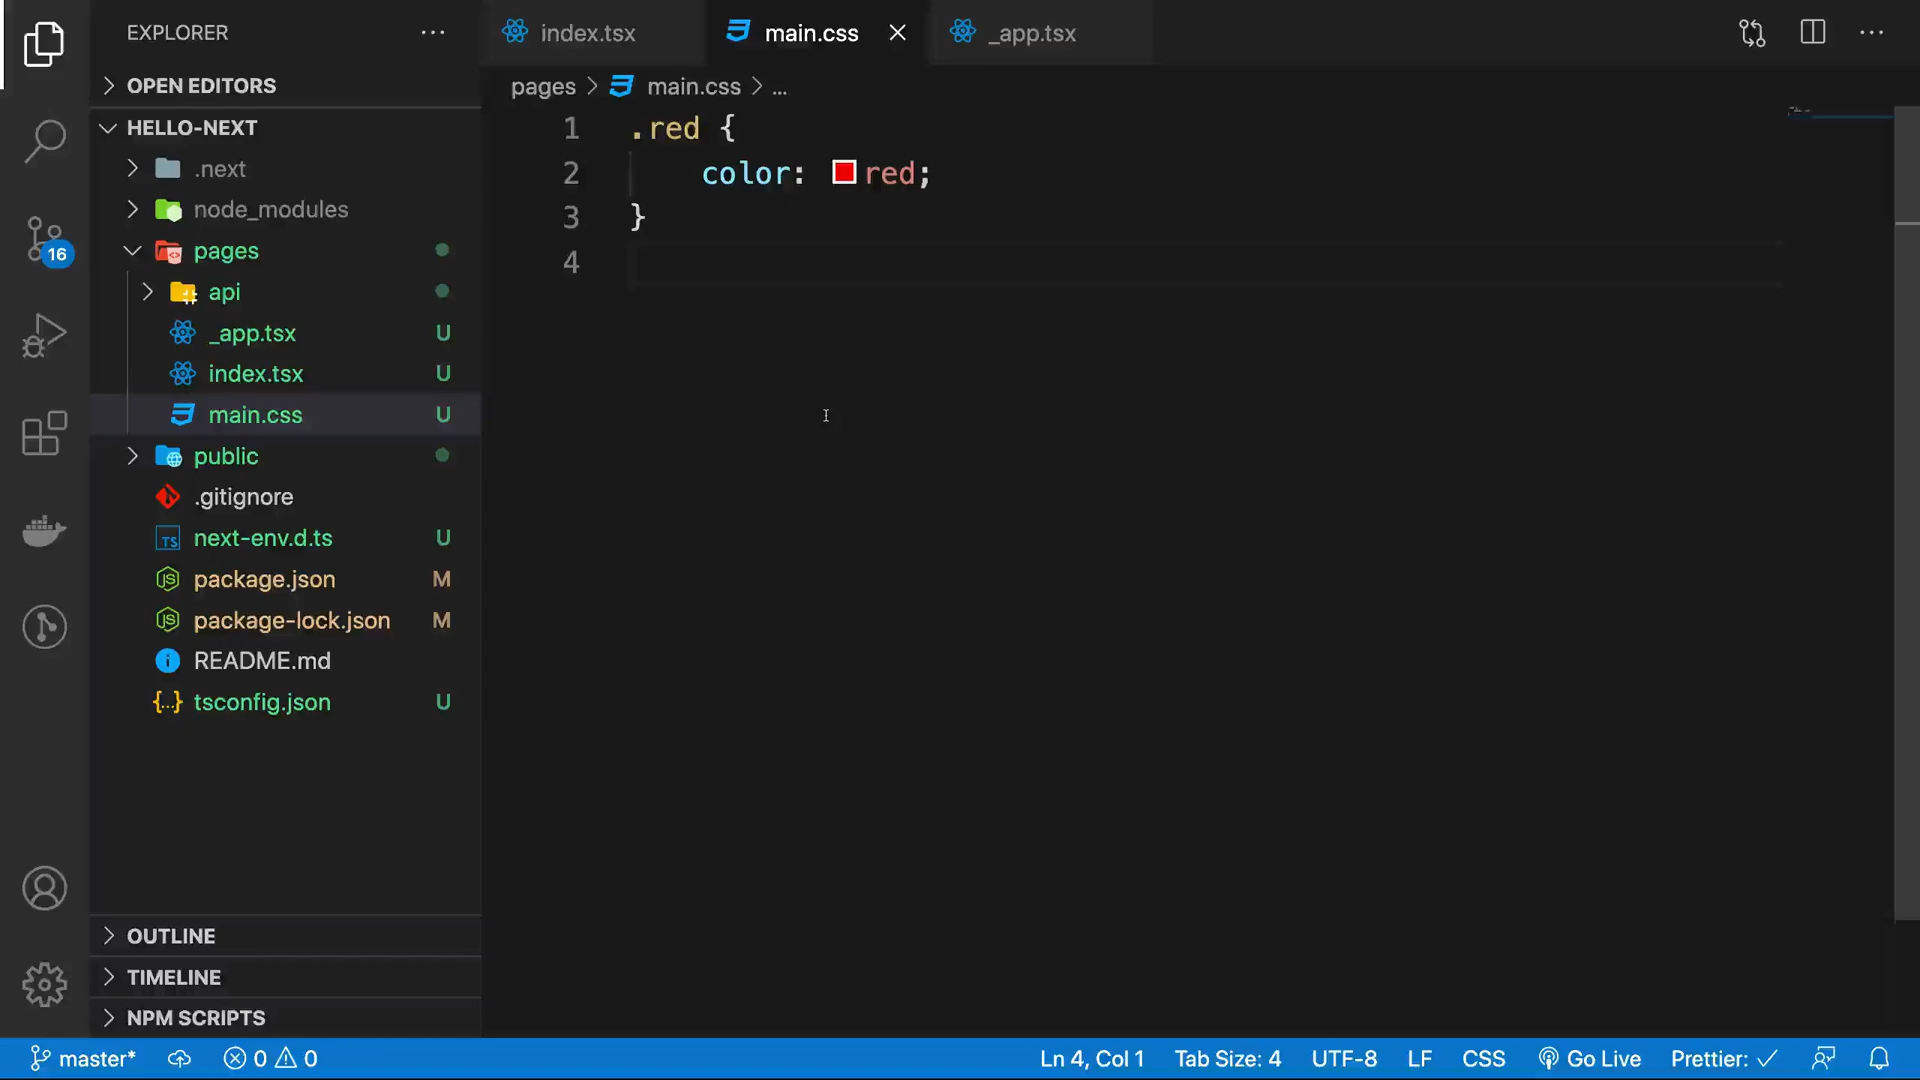 EXPLORER
OPEN EDITORS
HELLO-NEXT
.next
node_modules
pages
api
_app.tsx U
index.tsx U
main.css U
public
.gitignore
TS next-env.d.ts U
JS package.json M
JS package-lock.json M
README.md
{...} tsconfig.json U
OUTLINE
TIMELINE
NPM SCRIPTS
16
index.tsx
main.css
_app.tsx
pages > main.css > ...
1 .red {
2 color: red;
3 }
4
master* 0 0
Ln 4, Col 1 Tab Size: 4 UTF-8 LF CSS Go Live Prettier: ✓